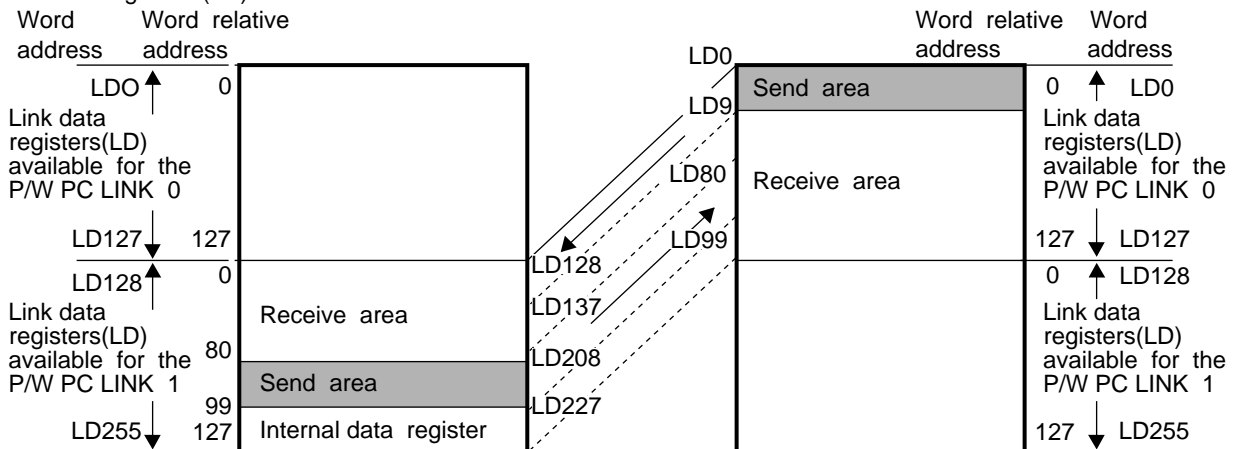 Word Word relative
address address
LDO 0
Link data
registers(LD)
available for the
P/W PC LINK 0
LD127 127
LD128 0
Link data
registers(LD)
available for the
P/W PC LINK 1
80
99
LD255 127
Receive area
Send area
Internal data register
LD0
LD9
LD80
LD99
LD128
LD137
LD208
LD227
Word relative Word
address address
Send area
Receive area
0 LD0
Link data
registers(LD)
available for the
P/W PC LINK 0
127 LD127
0 LD128
Link data
registers(LD)
available for the
P/W PC LINK 1
127 LD255